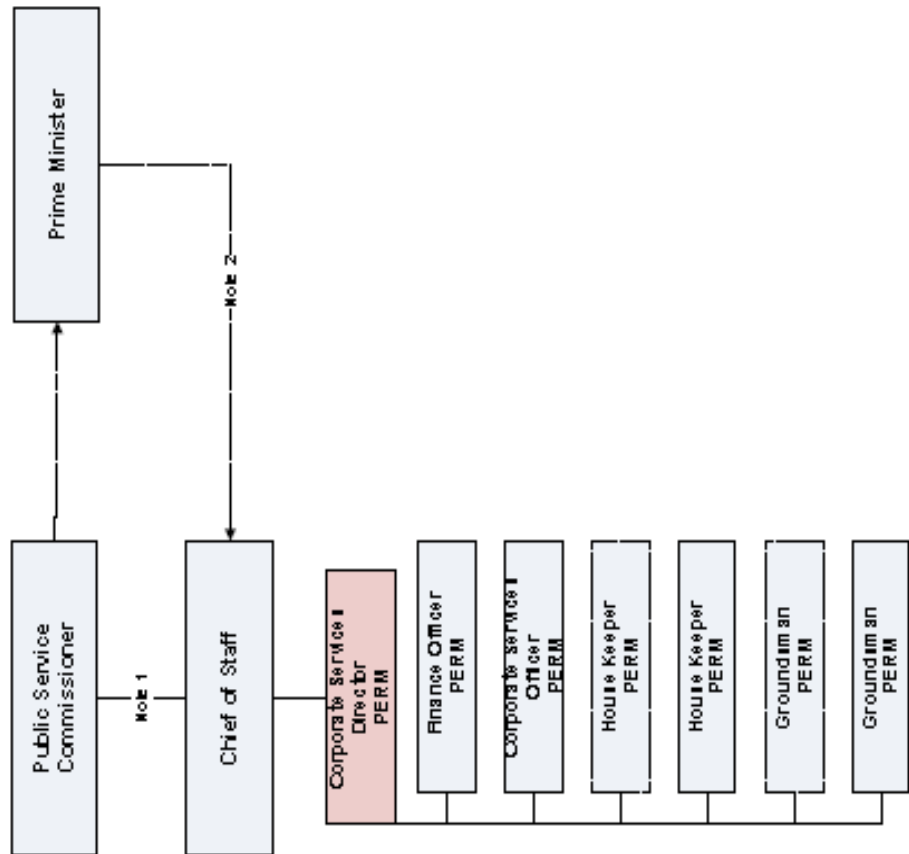 Prime Minister
Note 2
Public Service
Commissioner
Note 1
Chief of Staff
Corporate Services
Director
PERM
Finance Officer
PERM
Corporate Services
Officer
PERM
House Keeper
PERM
House Keeper
PERM
Groundsman
PERM
Groundsman
PERM